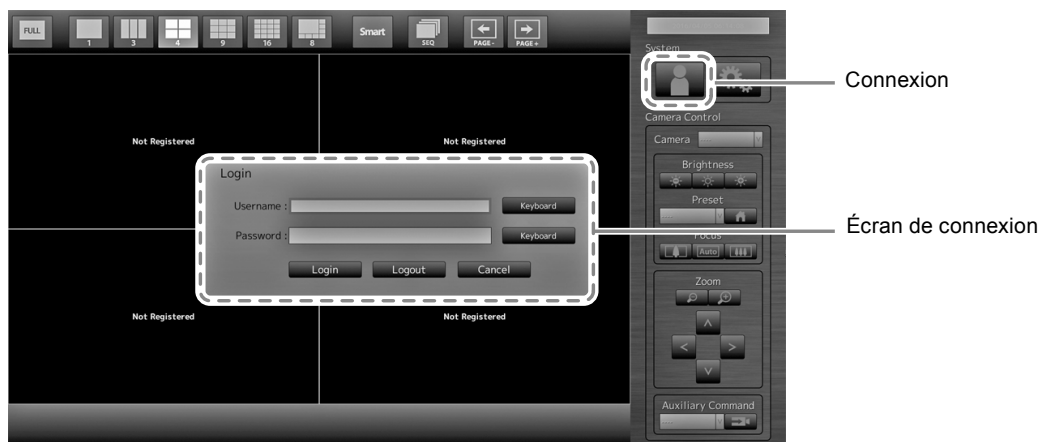 FULL
1
3
4
9
16
8
Smart
SEQ
PAGE-
PAGE+
System
Connexion
Camera Control
Camera
Brightness
Preset
Focus
Auto
Zoom
Auxiliary Command
Not Registered
Not Registered
Login
Username :
Keyboard
Password :
Keyboard
Login
Logout
Cancel
Écran de connexion
Not Registered
Not Registered